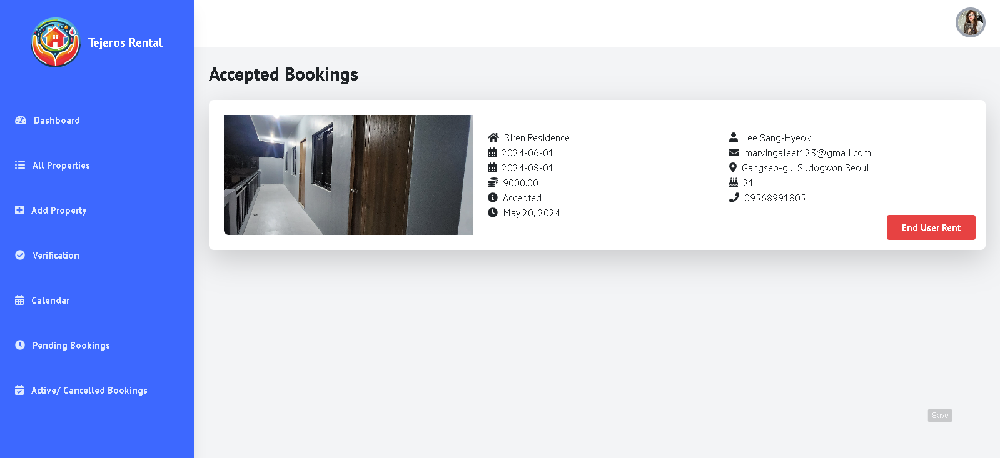 Tejeros Rental
Dashboard
All Properties
Add Property
Verification
Calendar
Pending Bookings
Active/ Cancelled Bookings
Accepted Bookings
Siren Residence
2024-06-01
2024-08-01
9000.00
Accepted
May 20, 2024
Lee Sang-Hyeok
marvingaleet123@gmail.com
Gangseo-gu, Sudogwon Seoul
21
09568991805
End User Rent
Save